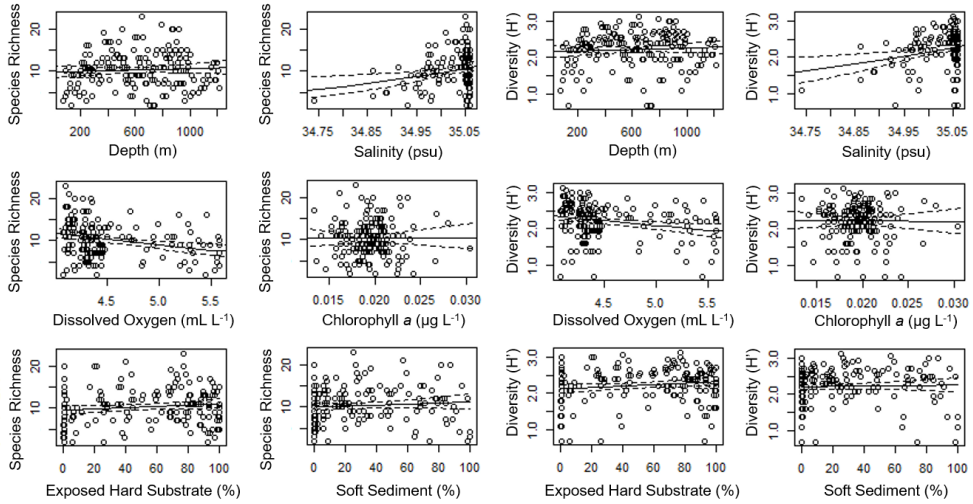 Species Richness
20
10
200
600
1000
Depth (m)
Species Richness
20
10
34.75
34.85
34.95
35.05
Salinity (psu)
Diversity (H')
3.0
2.0
1.0
200
600
1000
Depth (m)
Diversity (H')
3.0
2.0
1.0
34.75
34.85
34.95
35.05
Salinity (psu)
Species Richness
20
10
4.5
5.0
5.5
Dissolved Oxygen (mL L-1)
Species Richness
20
10
0.015
0.020
0.025
0.030
Chlorophyll a (µg L-1)
Diversity (H')
3.0
2.0
1.0
4.5
5.0
5.5
Dissolved Oxygen (mL L-1)
Diversity (H')
3.0
2.0
1.0
0.015
0.020
0.025
0.030
Chlorophyll a (µg L-1)
Species Richness
20
10
0 20 40 60 80 100
Exposed Hard Substrate (%)
Species Richness
20
10
0 20 40 60 80 100
Soft Sediment (%)
Diversity (H')
3.0
2.0
1.0
0 20 40 60 80 100
Exposed Hard Substrate (%)
Diversity (H')
3.0
2.0
1.0
0 20 40 60 80 100
Soft Sediment (%)